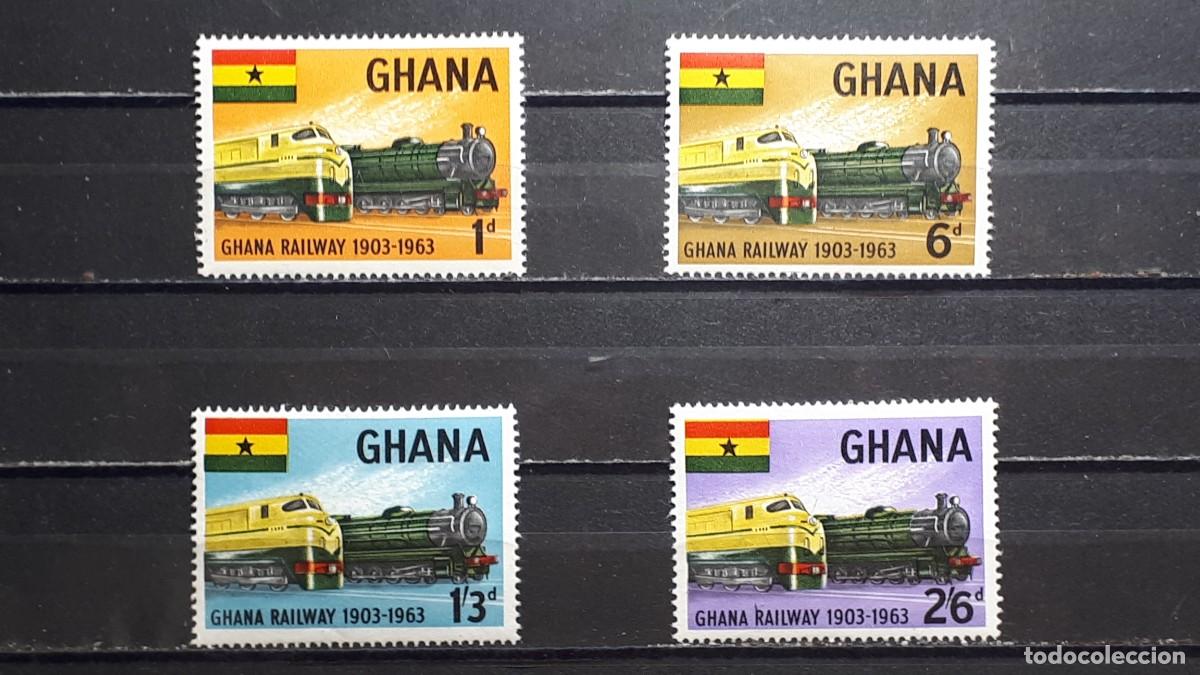 GHANA
GHANA RAILWAY 1903-1963 1d
GHANA
GHANA RAILWAY 1903-1963 6d
GHANA
GHANA RAILWAY 1903-1963 1/3d
GHANA
GHANA RAILWAY 1903-1963 2/6d
todocoleccion